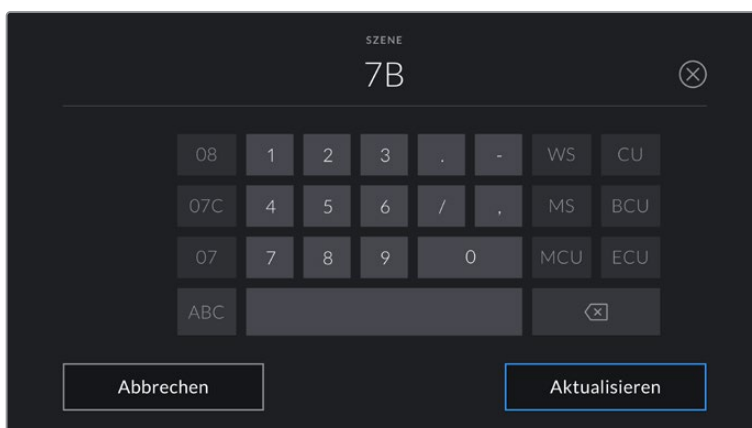 SZENE
7B
08 1 2 3 . - WS CU
07C 4 5 6 / , MS BCU
07 7 8 9 0 MCU ECU
ABC
Abbrechen Aktualisieren